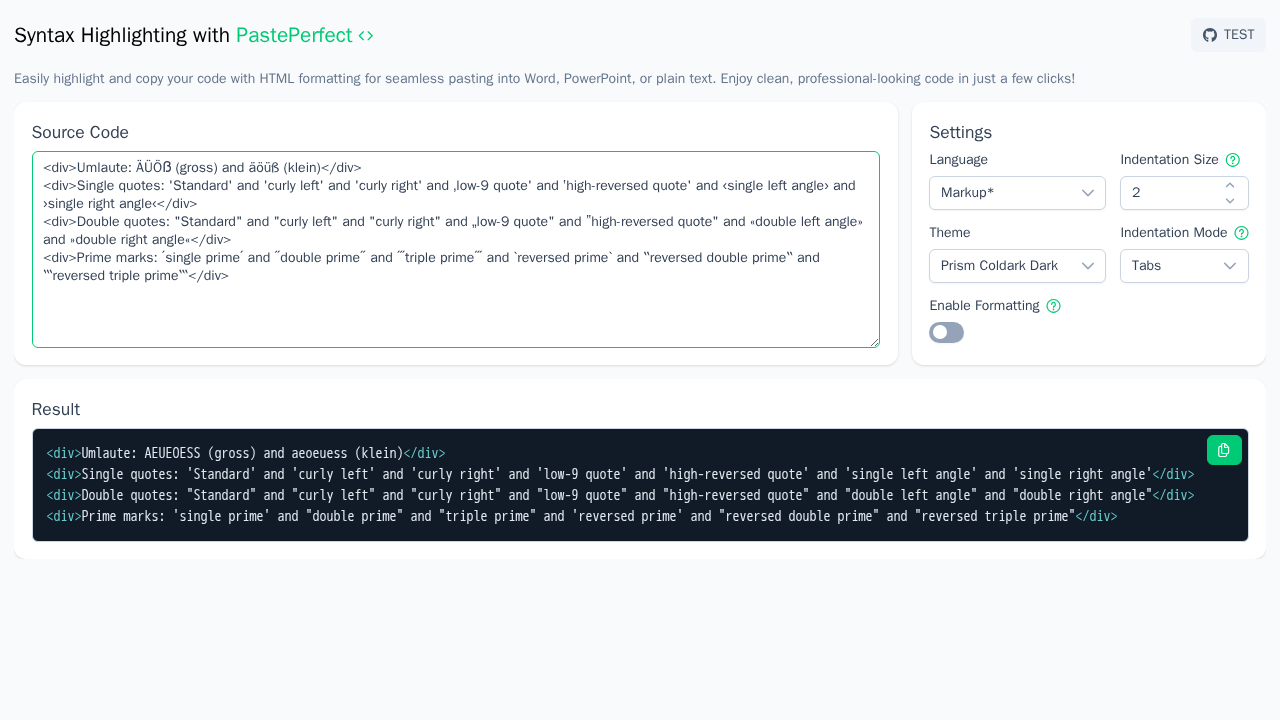 Syntax Highlighting with PastePerfect
TEST
Easily highlight and copy your code with HTML formatting for seamless pasting into Word, PowerPoint, or plain text. Enjoy clean, professional-looking code in just a few clicks!
Source Code
<div>Umlaute: ÄÜÖẞ (gross) and äöüß (klein)</div>
<div>Single quotes: 'Standard' and 'curly left' and 'curly right' and ‚low-9 quote' and ‛high-reversed quote' and ‹single left angle› and
›single right angle‹</div>
<div>Double quotes: "Standard" and "curly left" and "curly right" and „low-9 quote" and ‟high-reversed quote" and «double left angle»
and »double right angle«</div>
<div>Prime marks: ′single prime′ and ″double prime″ and ‴triple prime‴ and ‵reversed prime‵ and ‶reversed double prime‶ and
‷reversed triple prime‷</div>
Settings
Language
Indentation Size
Markup*
2
Theme
Indentation Mode
Prism Coldark Dark
Tabs
Enable Formatting
Result
<div>Umlaute: AEUEOESS (gross) and aeoeuess (klein)</div>
<div>Single quotes: 'Standard' and 'curly left' and 'curly right' and 'low-9 quote' and 'high-reversed quote' and 'single left angle' and 'single right angle'</div>
<div>Double quotes: "Standard" and "curly left" and "curly right" and "low-9 quote" and "high-reversed quote" and "double left angle" and "double right angle"</div>
<div>Prime marks: 'single prime' and "double prime" and "triple prime" and 'reversed prime' and "reversed double prime" and "reversed triple prime"</div>